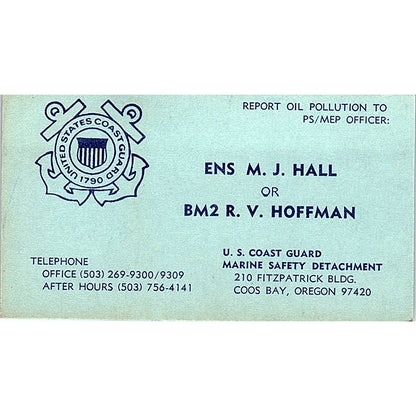 REPORT OIL POLLUTION TO
PS/MEP OFFICER:
UNITED STATES COAST GUARD
1790
ENS M. J. HALL
OR
BM2 R. V. HOFFMAN
TELEPHONE
OFFICE (503) 269-9300/9309
AFTER HOURS (503) 756-4141
U. S. COAST GUARD
MARINE SAFETY DETACHMENT
210 FITZPATRICK BLDG.
COOS BAY, OREGON 97420